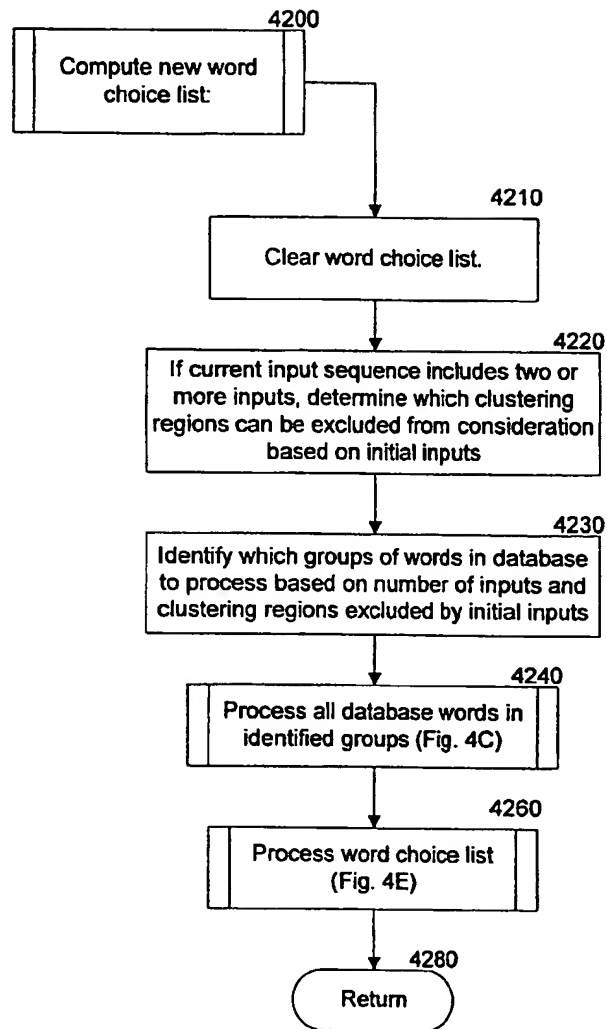 4200
Compute new word
choice list:
4210
Clear word choice list.
4220
If current input sequence includes two or
more inputs, determine which clustering
regions can be excluded from consideration
based on initial inputs
4230
Identify which groups of words in database
to process based on number of inputs and
clustering regions excluded by initial inputs
4240
Process all database words in
identified groups (Fig. 4C)
4260
Process word choice list
(Fig. 4E)
4280
Return